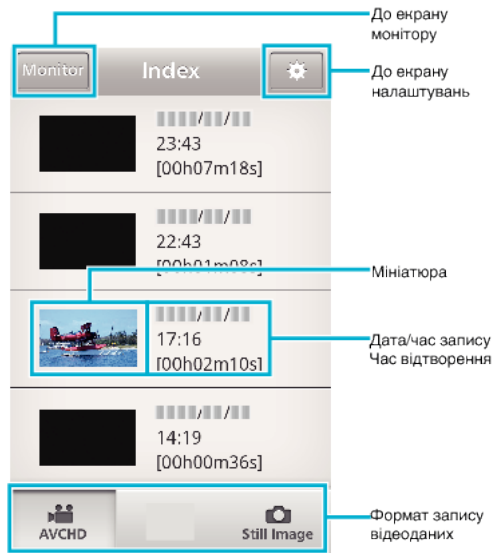 До екрану
монітору
Monitor
Index
До екрану
налаштувань
23:43
[00h07m18s]
22:43
[00h01m08s]
Мініатюра
17:16
[00h02m10s]
Дата/час запису
Час відтворення
14:19
[00h00m36s]
AVCHD
Still Image
Формат запису
відеоданих